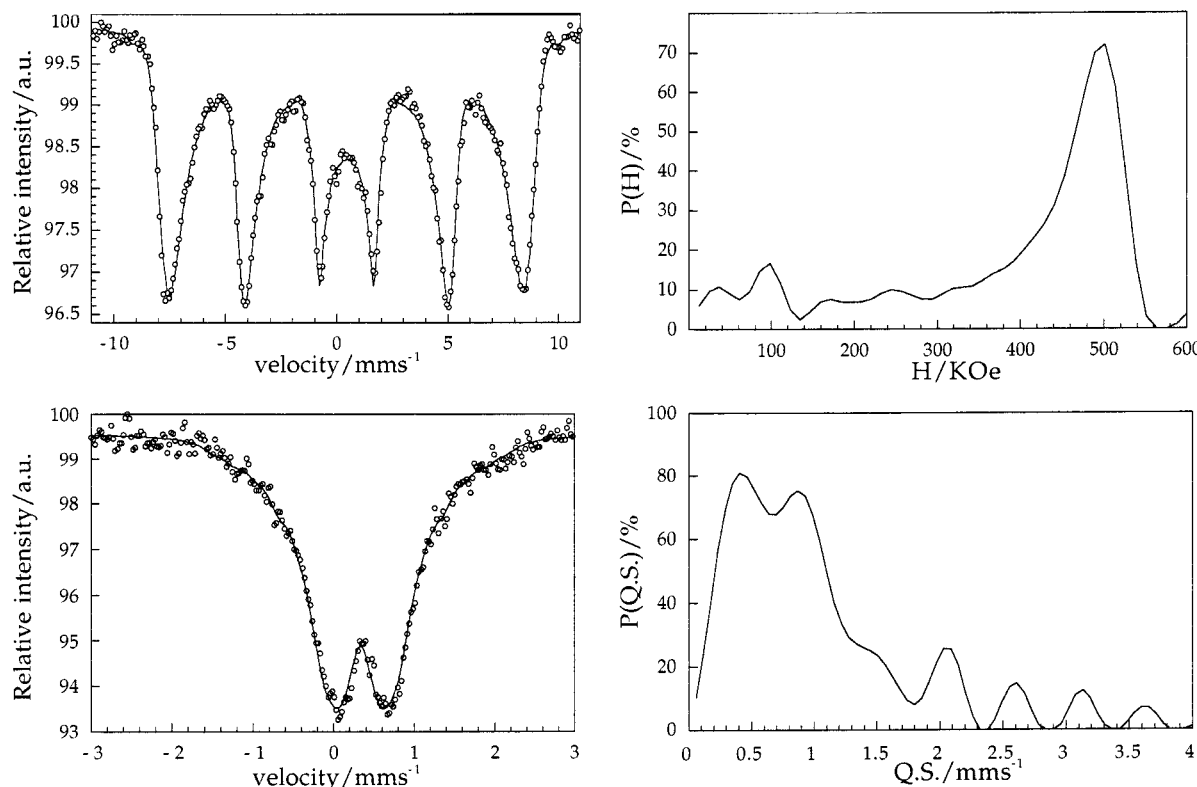 Relative intensity/a.u.
100
99.5
99
98.5
98
97.5
97
96.5
-10 -5 0 5 10
velocity/mms⁻¹
P(H)/%
80
70
60
50
40
30
20
10
0
100 200 300 400 500 600
H/KOe
Relative intensity/a.u.
100
99
98
97
96
95
94
93
-3 -2 -1 0 1 2 3
velocity/mms⁻¹
P(Q.S.)/%
100
80
60
40
20
0
0 0.5 1 1.5 2 2.5 3 3.5 4
Q.S./mms⁻¹